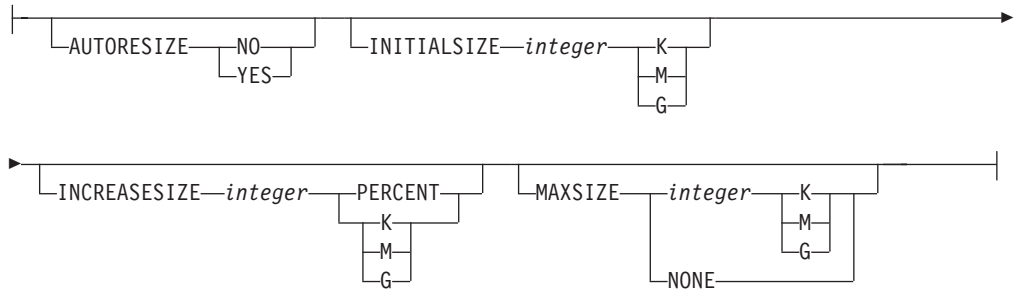 AUTORESIZE NO INITIALSIZE integer K
YES M
G
INCREASESIZE integer PERCENT MAXSIZE integer K
K M
M G
G NONE